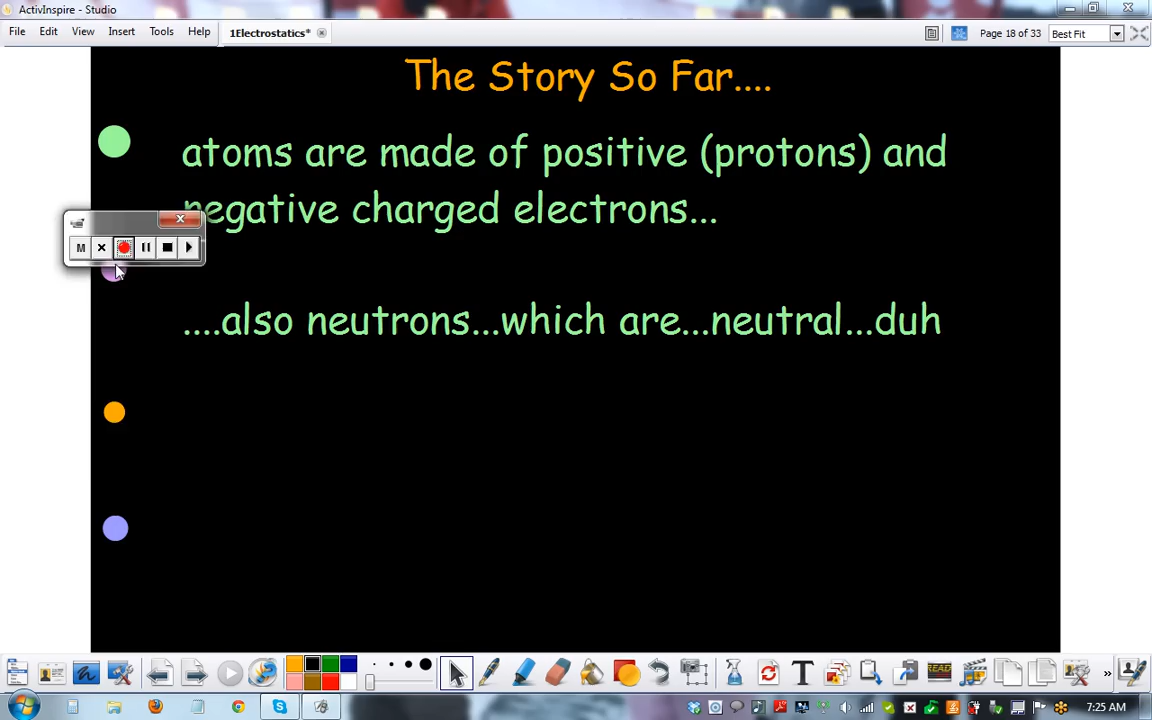 ActivInspire - Studio
File Edit View Insert Tools Help 1Electrostatics* Page 18 of 33 Best Fit
The Story So Far....
atoms are made of positive (protons) and
negative charged electrons...
M
....also neutrons...which are...neutral...duh
T READ »
7:25 AM